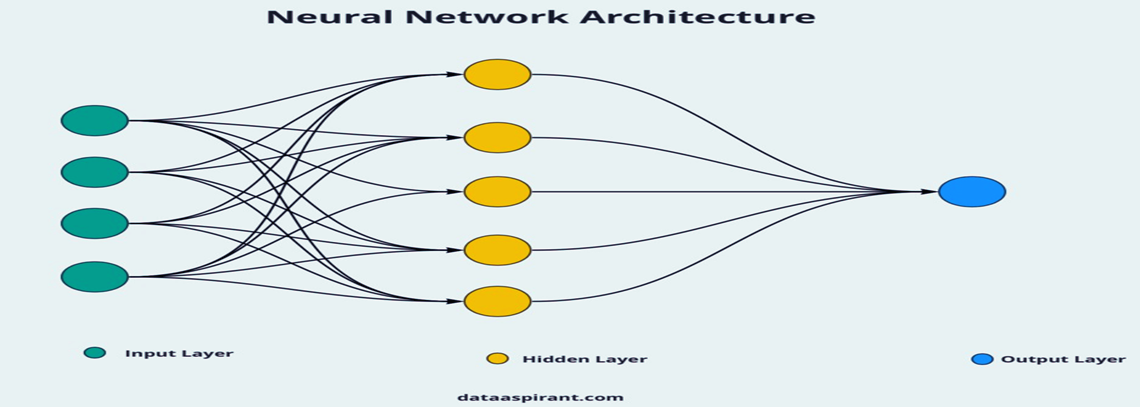 Neural Network Architecture
Input Layer
Hidden Layer
Output Layer
dataaspirant.com